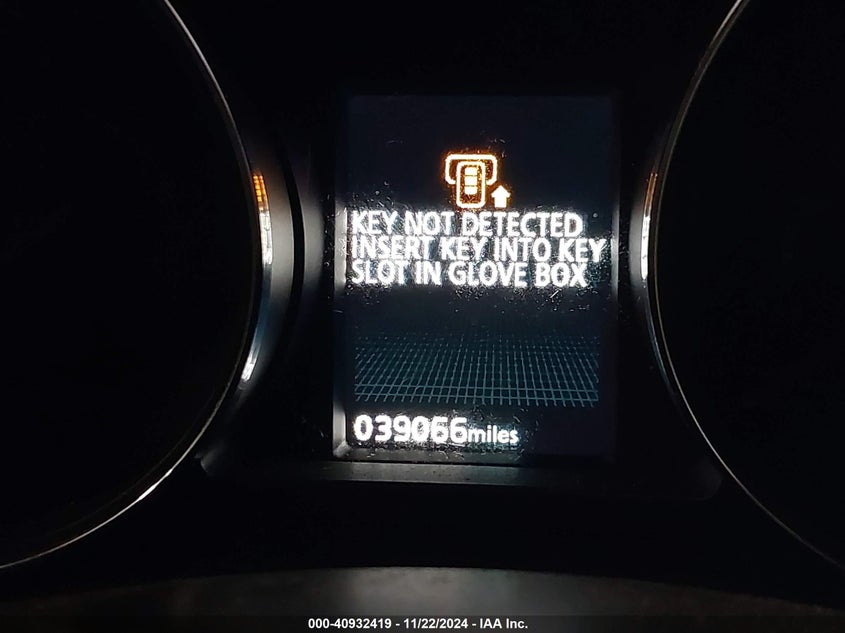 KEY NOT DETECTED
INSERT KEY INTO KEY
SLOT IN GLOVE BOX
039066miles
000-40932419 - 11/22/2024 - IAA Inc.